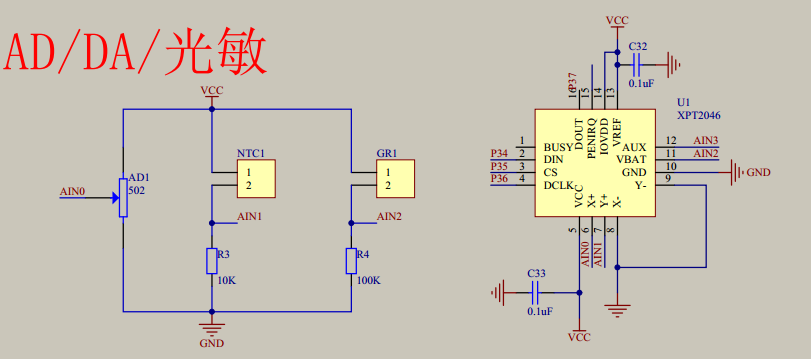 AD/DA/光敏
VCC
NTC1
1
2
GR1
1
2
AD1
502
AIN0
AIN1
AIN2
R3
10K
R4
100K
GND
VCC
C32
0.1uF
P37
16
15
14
13
U1
XPT2046
DOUT
PENIRQ
IOVDD
VREF
P34
P35
P36
1
2
3
4
BUSY
DIN
CS
DCLK
AUX
VBAT
GND
Y-
12
11
10
9
AIN3
AIN2
GND
VCC
X+
Y+
X-
5
6
7
8
AIN0
AIN1
C33
0.1uF
VCC